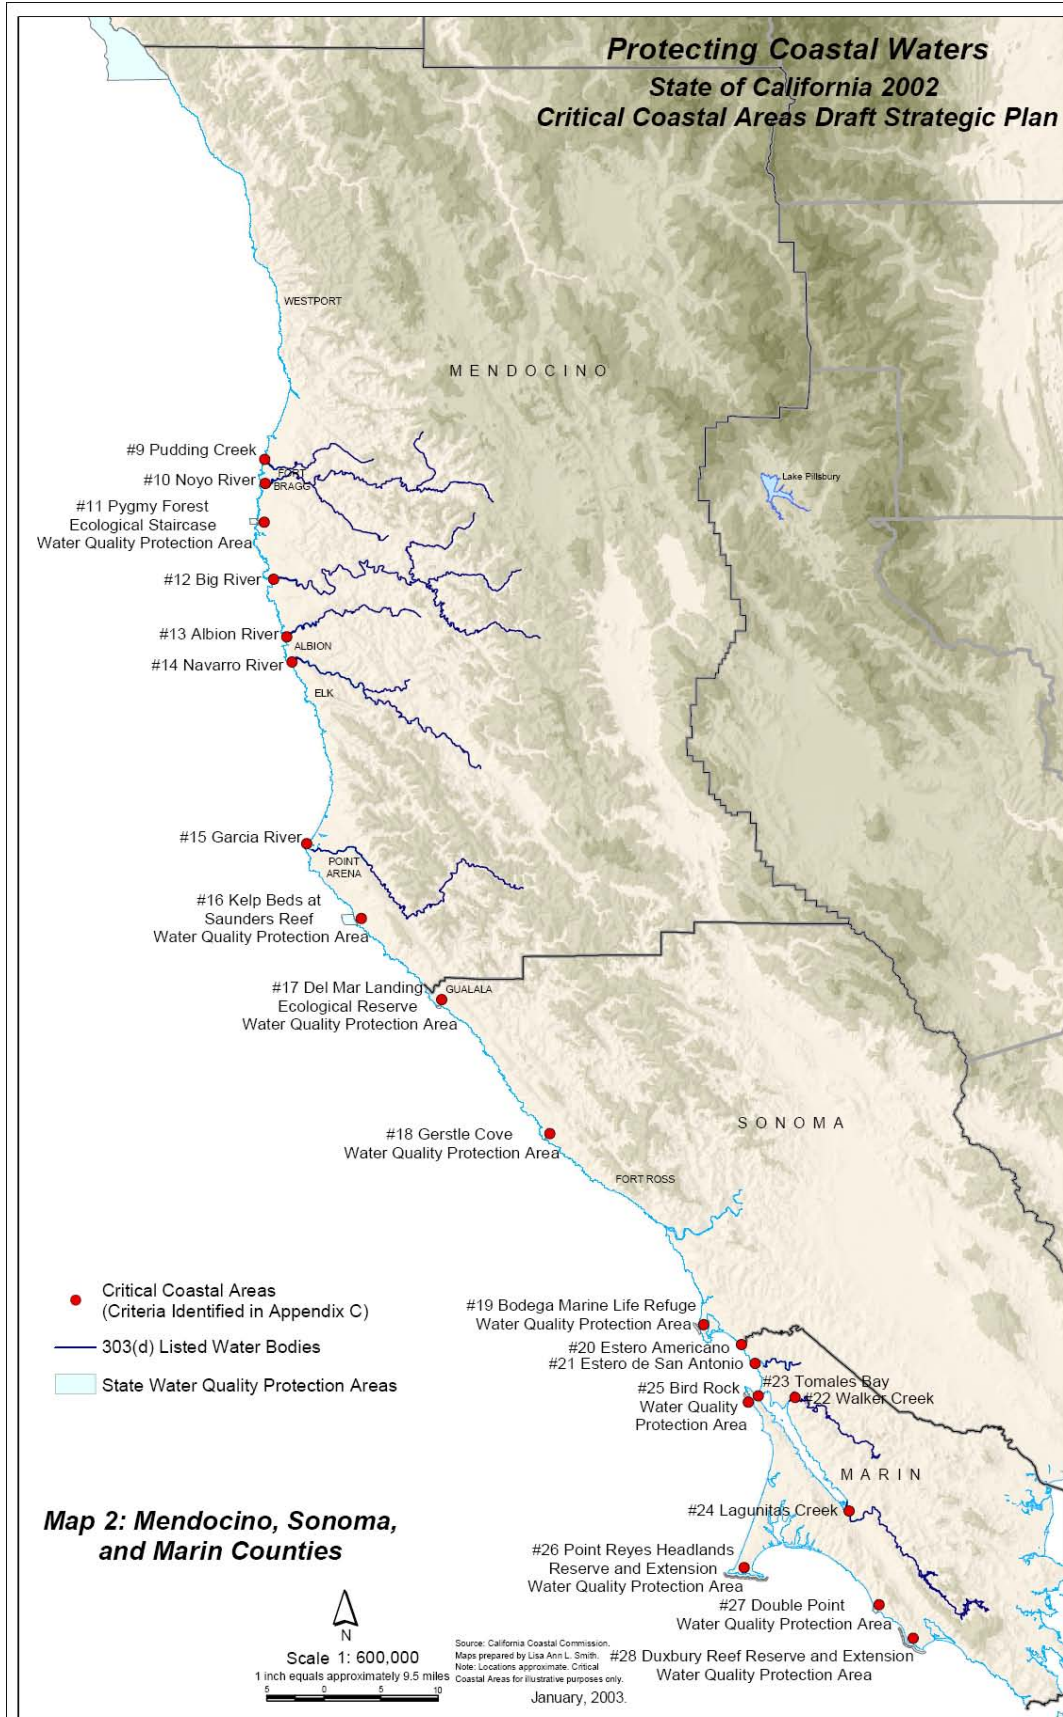 Protecting Coastal Waters
State of California 2002
Critical Coastal Areas Draft Strategic Plan
WESTPORT
MENDOCINO
#9 Pudding Creek
#10 Noyo River
FORT
BRAGG
Lake Pillsbury
#11 Pygmy Forest
Ecological Staircase
Water Quality Protection Area
#12 Big River
#13 Albion River
ALBION
#14 Navarro River
ELK
#15 Garcia River
POINT
ARENA
#16 Kelp Beds at
Saunders Reef
Water Quality Protection Area
#17 Del Mar Landing
Ecological Reserve
Water Quality Protection Area
GUALALA
SONOMA
#18 Gerstle Cove
Water Quality Protection Area
FORT ROSS
Critical Coastal Areas
(Criteria Identified in Appendix C)
303(d) Listed Water Bodies
State Water Quality Protection Areas
#19 Bodega Marine Life Refuge
Water Quality Protection Area
#20 Estero Americano
#21 Estero de San Antonio
#23 Tomales Bay
#22 Walker Creek
#25 Bird Rock
Water Quality
Protection Area
MARIN
#24 Lagunitas Creek
#26 Point Reyes Headlands
Reserve and Extension
Water Quality Protection Area
#27 Double Point
Water Quality Protection Area
#28 Duxbury Reef Reserve and Extension
Water Quality Protection Area
Map 2: Mendocino, Sonoma,
and Marin Counties
N
Scale 1: 600,000
1 inch equals approximately 9.5 miles
5 0 5 10
Source: California Coastal Commission.
Maps prepared by Lisa Ann L. Smith.
Note: Locations approximate. Critical
Coastal Areas for illustrative purposes only.
January, 2003.